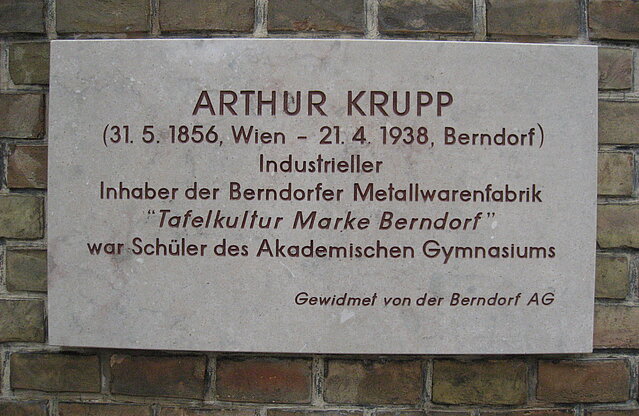 ARTHUR KRUPP
(31. 5. 1856, Wien – 21. 4. 1938, Berndorf)
Industrieller
Inhaber der Berndorfer Metallwarenfabrik
“Tafelkultur Marke Berndorf”
war Schüler des Akademischen Gymnasiums
Gewidmet von der Berndorf AG